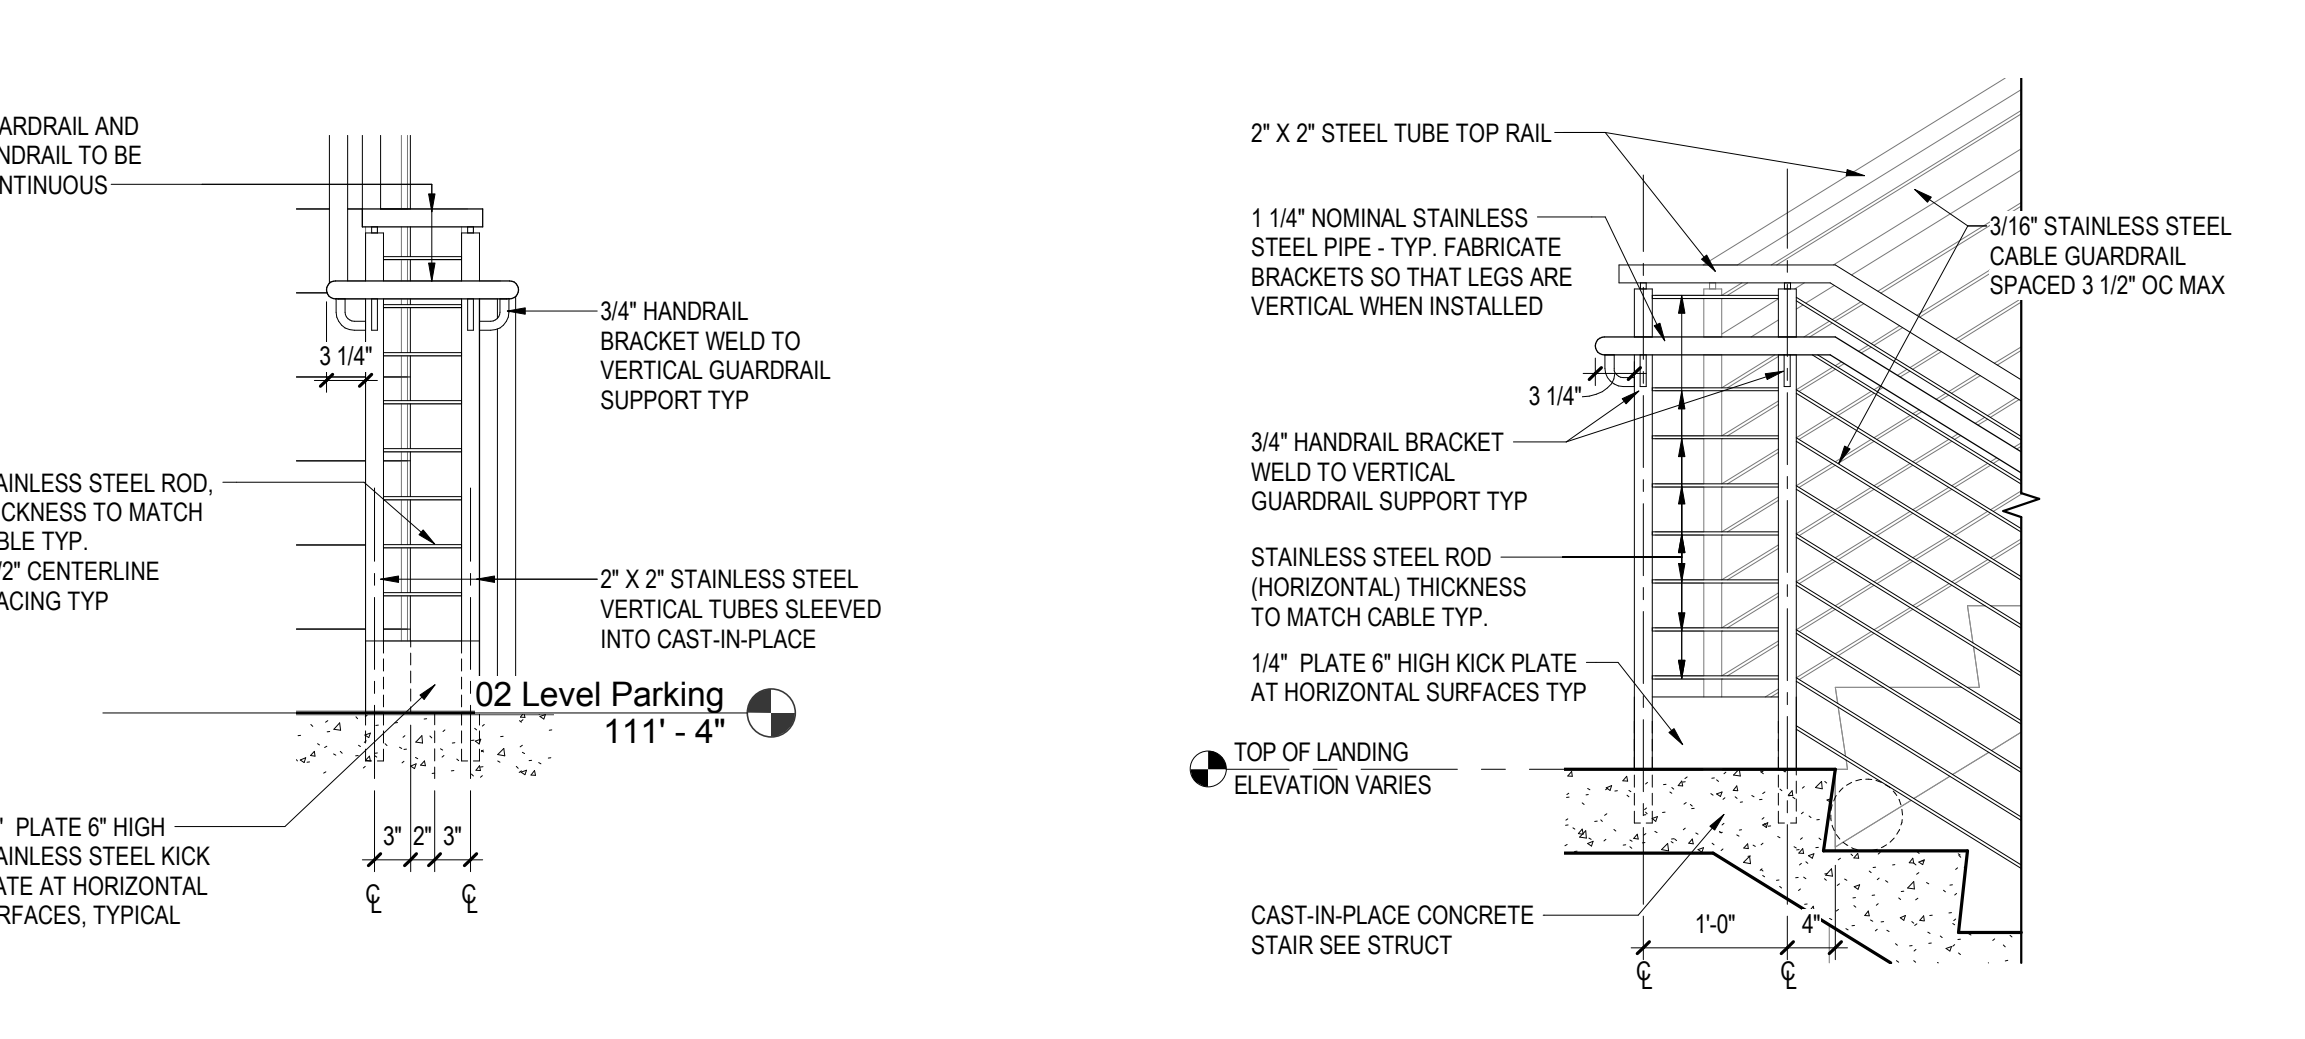 ARDRAIL AND
NDRAIL TO BE
NTINUOUS
3 1/4"
3/4" HANDRAIL
BRACKET WELD TO
VERTICAL GUARDRAIL
SUPPORT TYP
AINLESS STEEL ROD,
ICKNESS TO MATCH
BLE TYP.
/2" CENTERLINE
ACING TYP
2" X 2" STAINLESS STEEL
VERTICAL TUBES SLEEVED
INTO CAST-IN-PLACE
02 Level Parking
111' - 4"
" PLATE 6" HIGH
AINLESS STEEL KICK
ATE AT HORIZONTAL
RFACES, TYPICAL
3" 2" 3"
℄ ℄
2" X 2" STEEL TUBE TOP RAIL
1 1/4" NOMINAL STAINLESS
STEEL PIPE - TYP. FABRICATE
BRACKETS SO THAT LEGS ARE
VERTICAL WHEN INSTALLED
3/16" STAINLESS STEEL
CABLE GUARDRAIL
SPACED 3 1/2" OC MAX
3 1/4"
3/4" HANDRAIL BRACKET
WELD TO VERTICAL
GUARDRAIL SUPPORT TYP
STAINLESS STEEL ROD
(HORIZONTAL) THICKNESS
TO MATCH CABLE TYP.
1/4" PLATE 6" HIGH KICK PLATE
AT HORIZONTAL SURFACES TYP
TOP OF LANDING
ELEVATION VARIES
CAST-IN-PLACE CONCRETE
STAIR SEE STRUCT
1'-0" 4"
℄ ℄